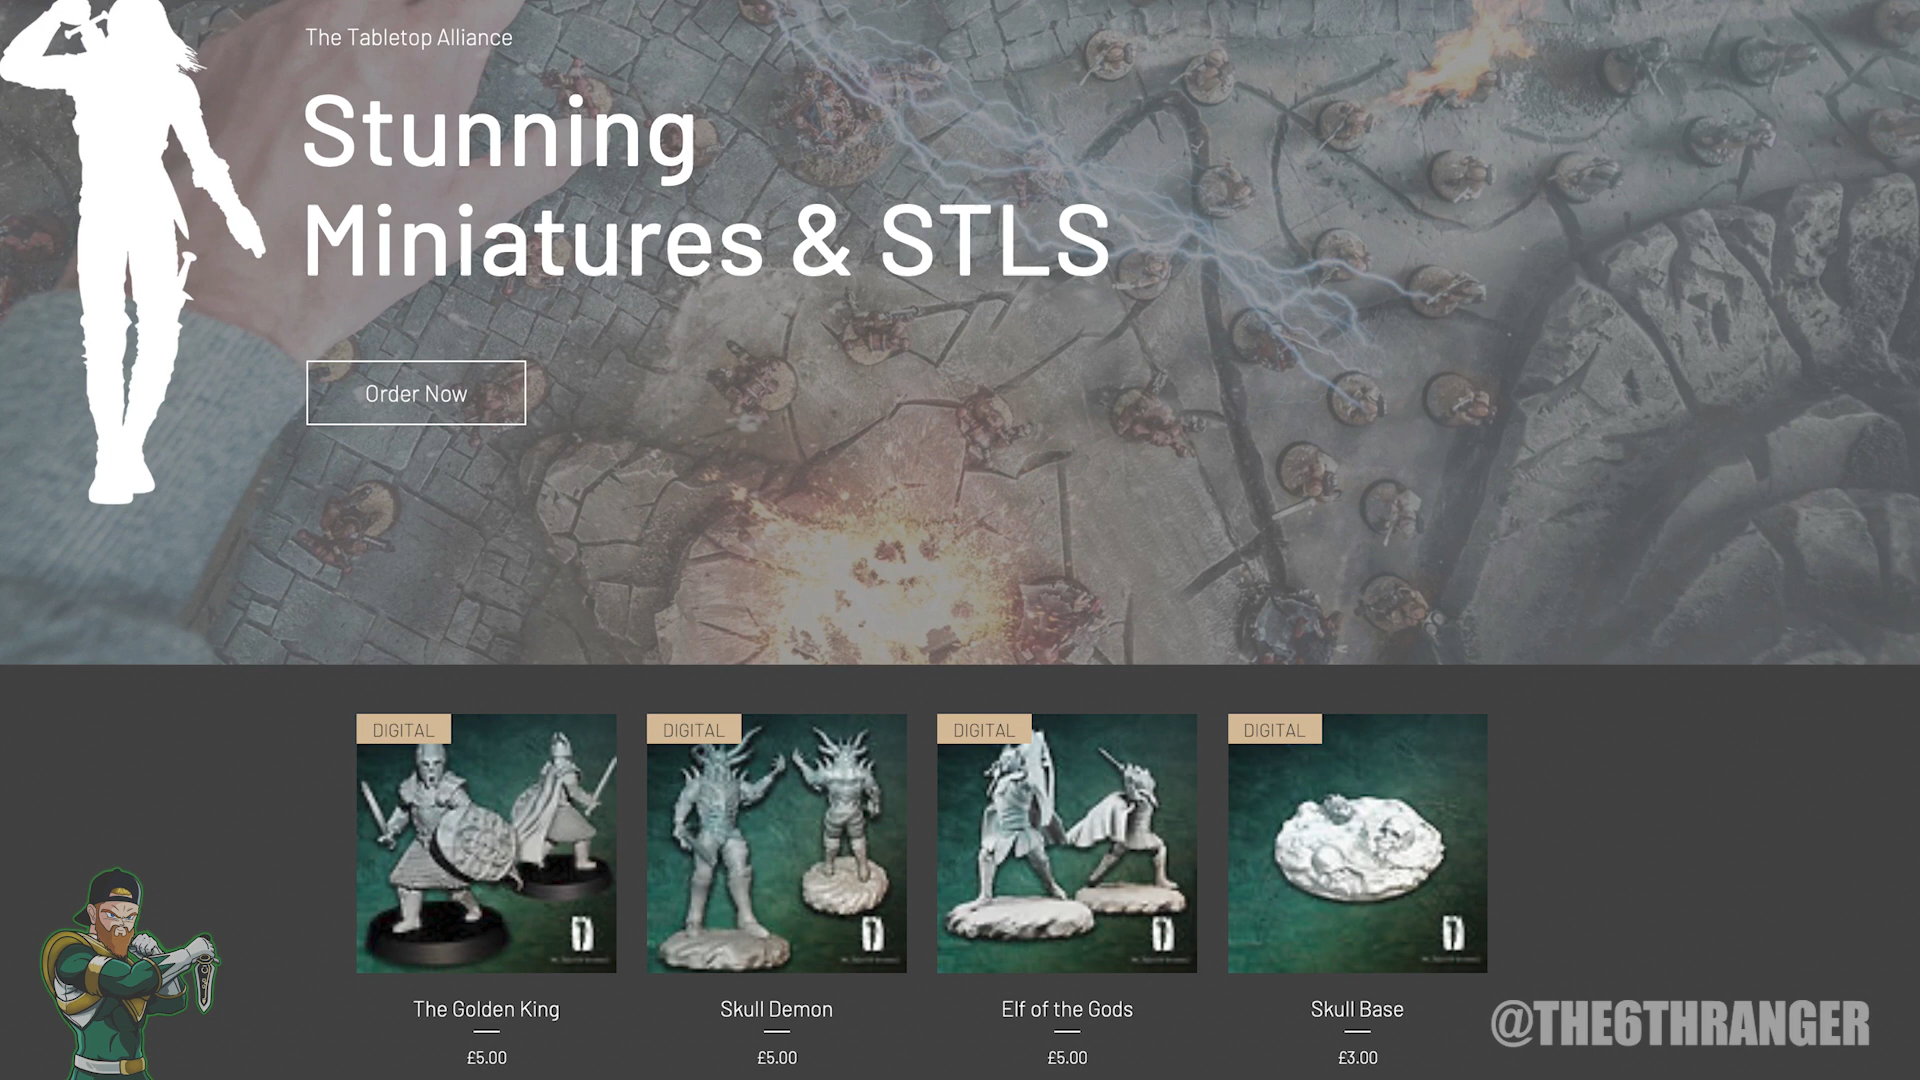 The Tabletop Alliance
Stunning
Miniatures & STLS
Order Now
DIGITAL
DIGITAL
DIGITAL
DIGITAL
The Golden King
£5.00
Skull Demon
£5.00
Elf of the Gods
£5.00
Skull Base
£3.00
@THE6THRANGER